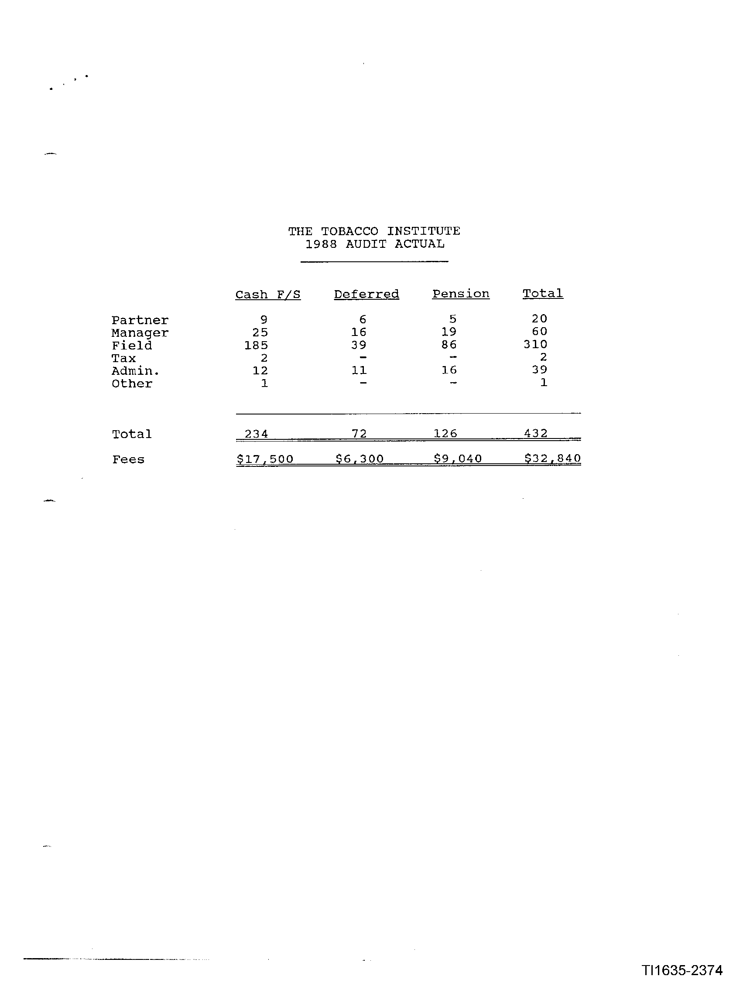 THE TOBACCO INSTITUTE
1988 AUDIT ACTUAL
Cash F/S Deferred Pension Total
Partner 9 6 5 20
Manager 25 16 19 60
Field 185 39 86 310
Tax 2 - - 2
Admin. 12 11 16 39
Other 1 - - 1
Total 234 72 126 432
Fees $17,500 $6,300 $9,040 $32,840
TI1635-2374